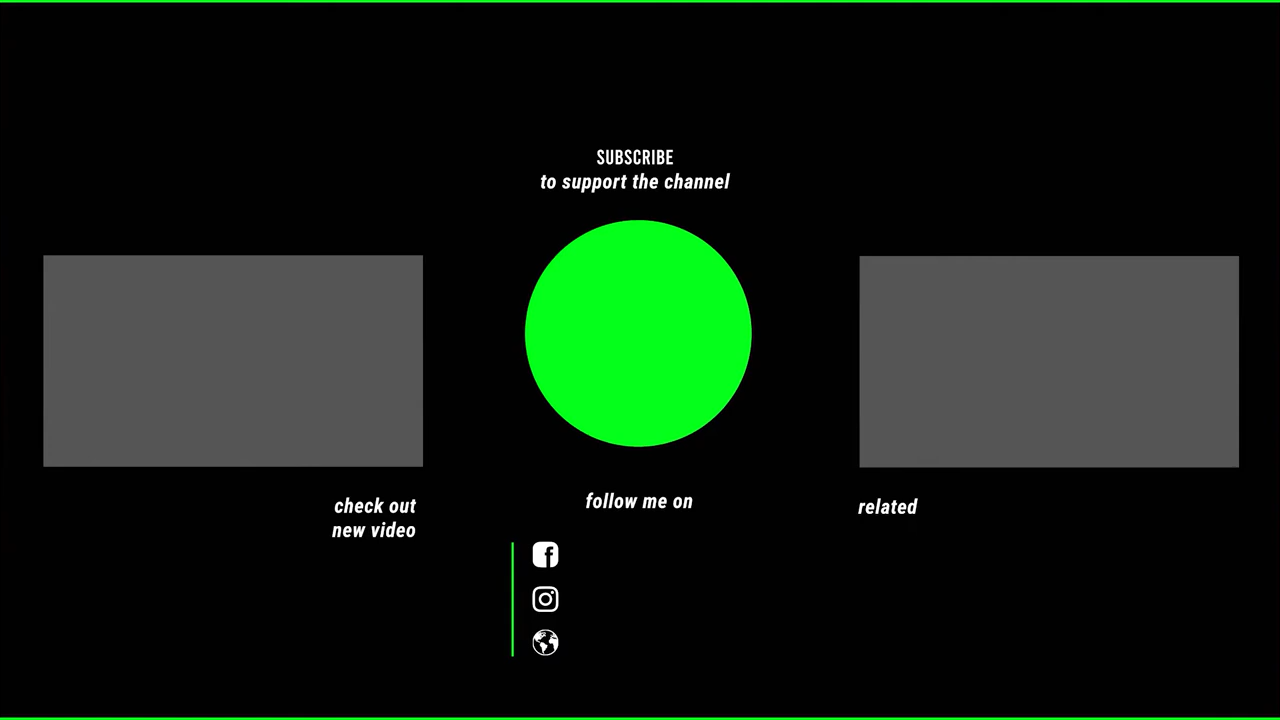 SUBSCRIBE
to support the channel
check out
new video
follow me on
related